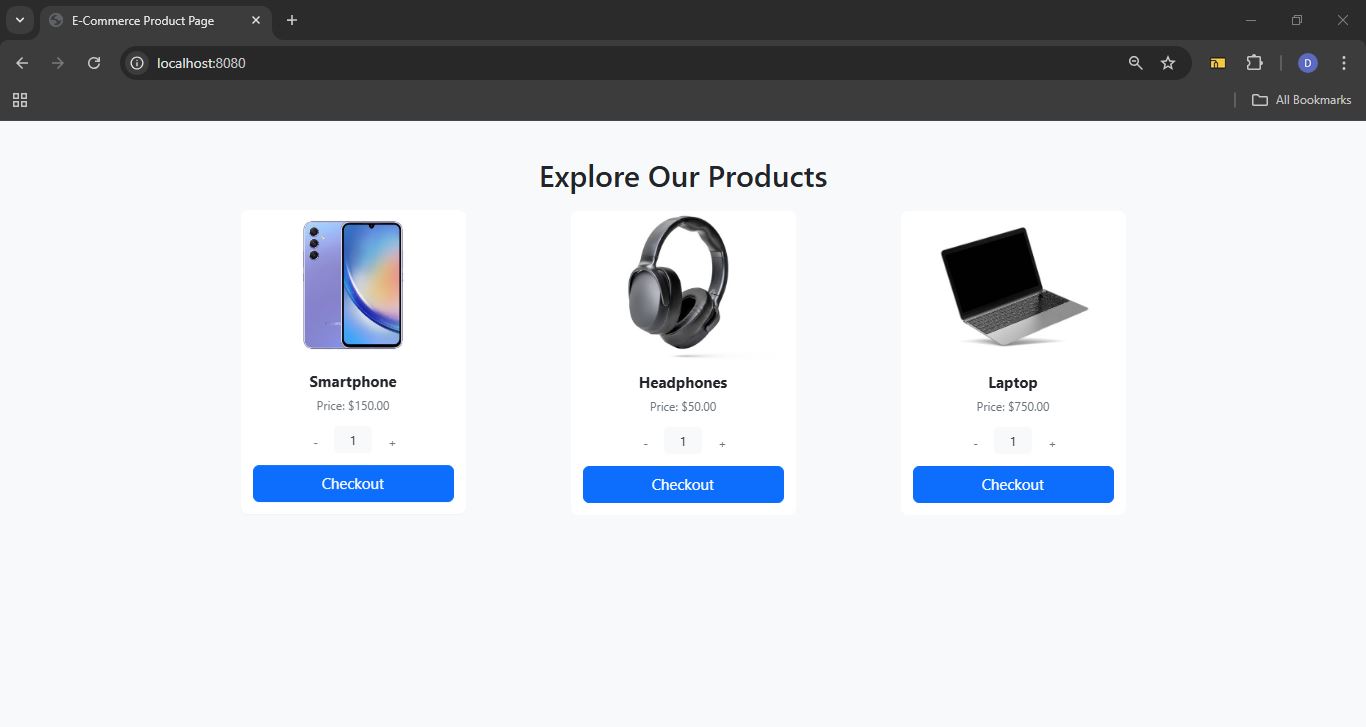 E-Commerce Product Page
localhost:8080
D
All Bookmarks
Explore Our Products
Smartphone
Price: $150.00
- 1 +
Checkout
Headphones
Price: $50.00
- 1 +
Checkout
Laptop
Price: $750.00
- 1 +
Checkout